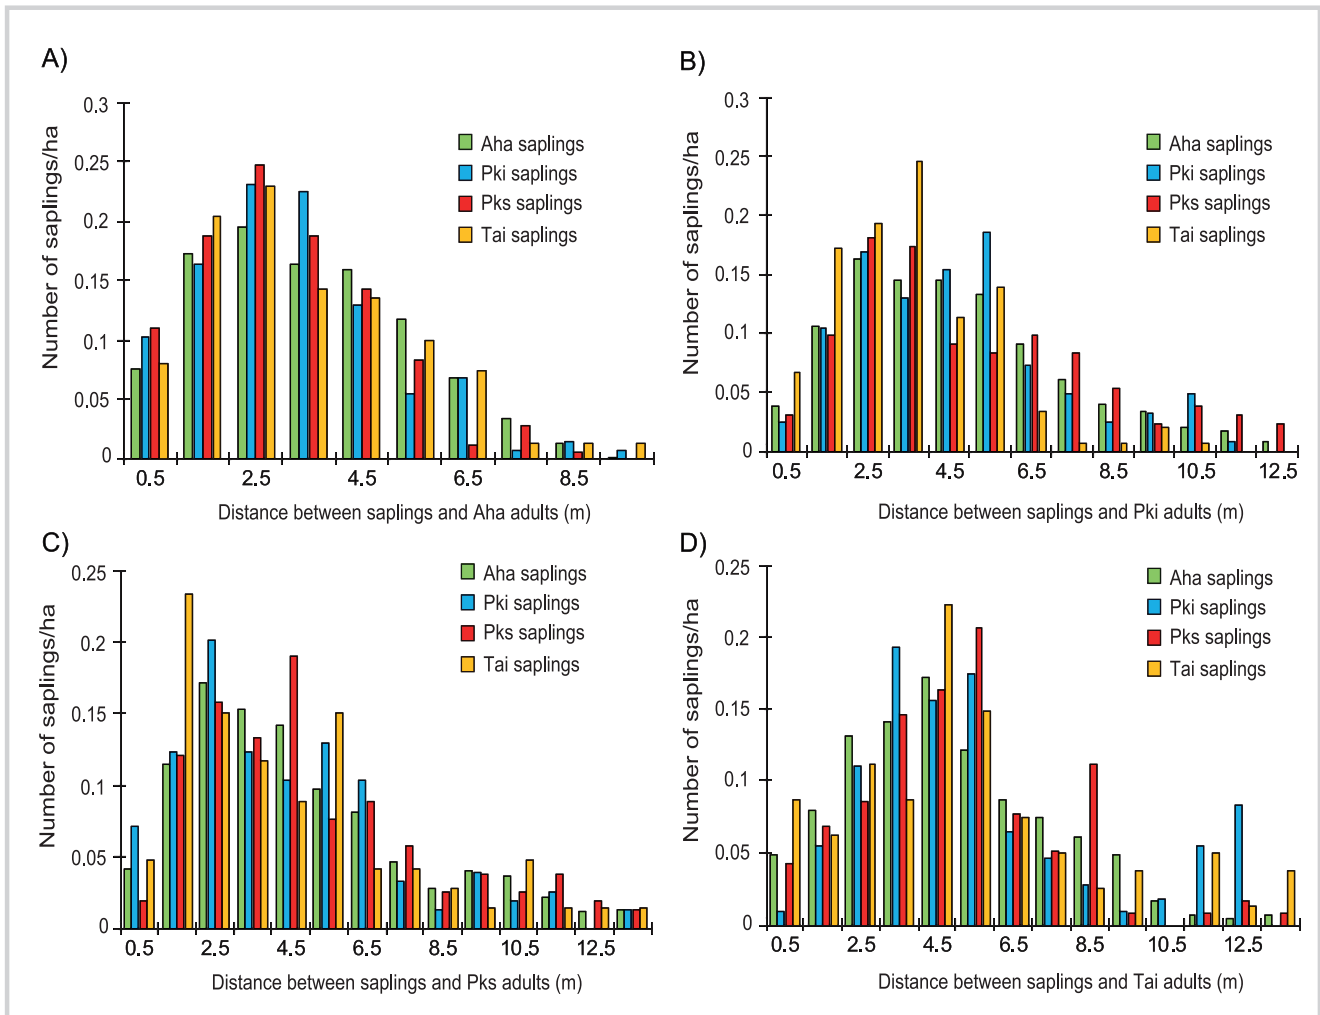 A)
Number of saplings/ha
0.3
0.25
0.2
0.15
0.1
0.05
0
Aha saplings
Pki saplings
Pks saplings
Tai saplings
0.5 2.5 4.5 6.5 8.5
Distance between saplings and Aha adults (m)
B)
Number of saplings/ha
0.3
0.25
0.2
0.15
0.1
0.05
0
Aha saplings
Pki saplings
Pks saplings
Tai saplings
0.5 2.5 4.5 6.5 8.5 10.5 12.5
Distance between saplings and Pki adults (m)
C)
Number of saplings/ha
0.25
0.2
0.15
0.1
0.05
0
Aha saplings
Pki saplings
Pks saplings
Tai saplings
0.5 2.5 4.5 6.5 8.5 10.5 12.5
Distance between saplings and Pks adults (m)
D)
Number of saplings/ha
0.25
0.2
0.15
0.1
0.05
0
Aha saplings
Pki saplings
Pks saplings
Tai saplings
0.5 2.5 4.5 6.5 8.5 10.5 12.5
Distance between saplings and Tai adults (m)